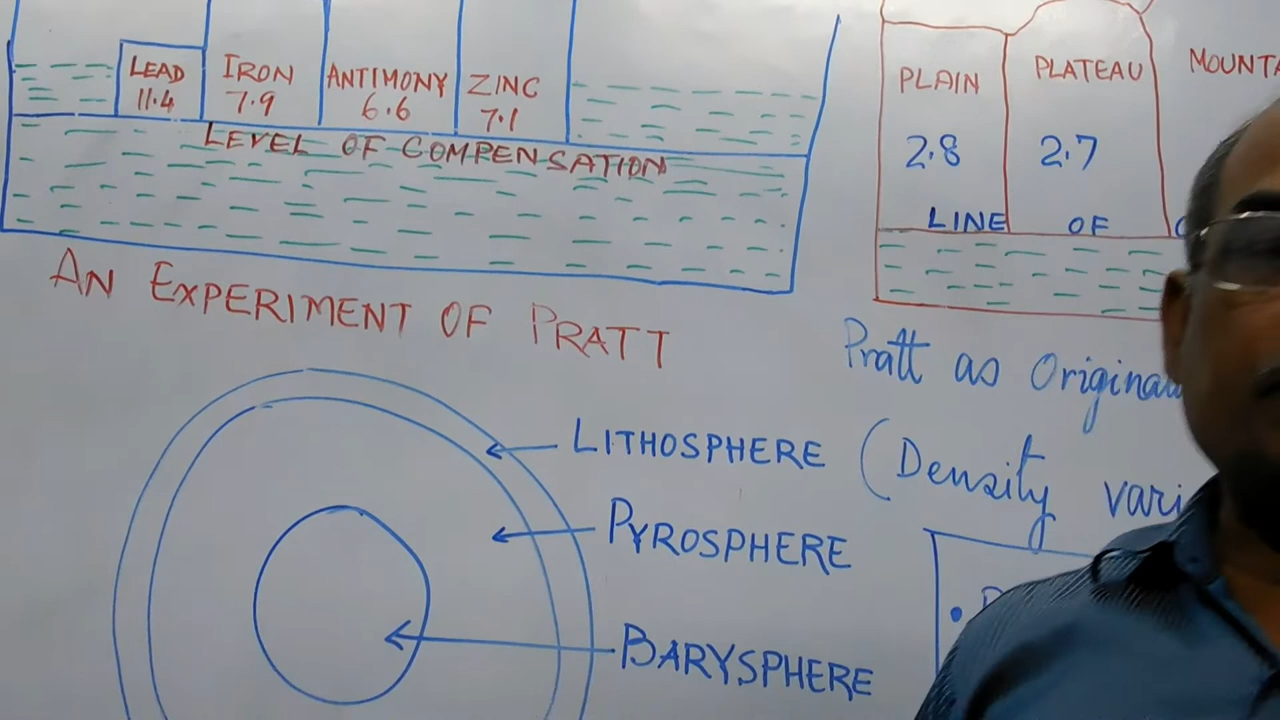 LEAD
11.4
IRON
7.9
ANTIMONY
6.6
ZINC
7.1
LEVEL OF COMPENSATION
AN EXPERIMENT OF PRATT
PLAIN
2.8
PLATEAU
2.7
MOUNTA
LINE OF
Pratt as Origina
LITHOSPHERE
(Density vari
PYROSPHERE
BARYSPHERE